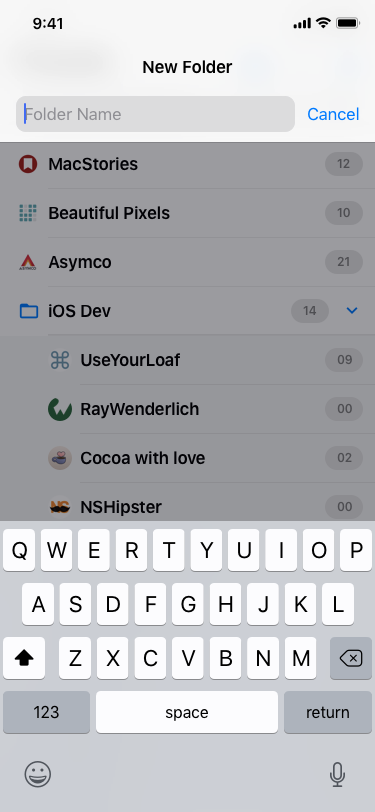 9:41
New Folder
Folder Name
Cancel
MacStories 12
Beautiful Pixels 10
Asymco 21
iOS Dev 14
UseYourLoaf 09
RayWenderlich 00
Cocoa with love 02
NSHipster 00
Q W E R T Y U I O P
A S D F G H J K L
Z X C V B N M
123 space return